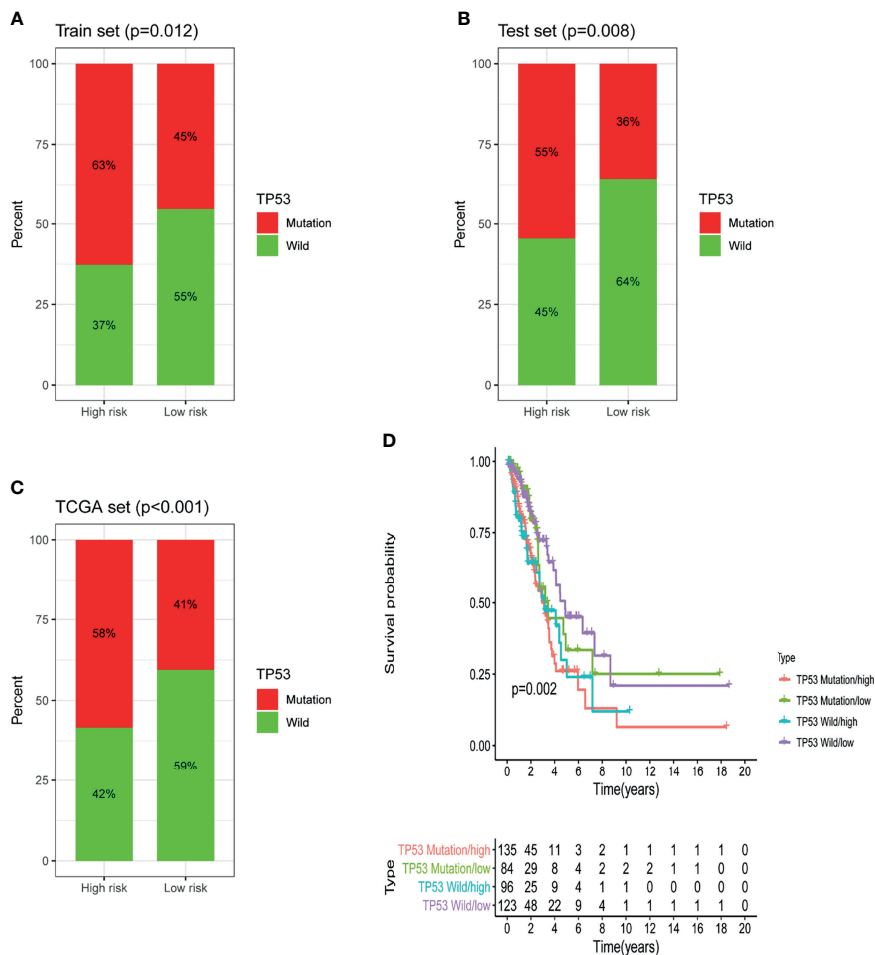 A
Train set (p=0.012)
100
75
50
25
0
Percent
63%
45%
37%
55%
High risk
Low risk
TP53
Mutation
Wild
B
Test set (p=0.008)
100
75
50
25
0
Percent
55%
36%
45%
64%
High risk
Low risk
TP53
Mutation
Wild
C
TCGA set (p<0.001)
100
75
50
25
0
Percent
58%
41%
42%
59%
High risk
Low risk
TP53
Mutation
Wild
D
1.00
0.75
0.50
0.25
0.00
Survival probability
p=0.002
0 2 4 6 8 10 12 14 16 18 20
Time(years)
Type
TP53 Mutation/high
TP53 Mutation/low
TP53 Wild/high
TP53 Wild/low
Type
TP53 Mutation/high 135 45 11 3 2 1 1 1 1 1 0
TP53 Mutation/low 84 29 8 4 2 2 2 1 1 0 0
TP53 Wild/high 96 25 9 4 1 1 0 0 0 0 0
TP53 Wild/low 123 48 22 9 4 1 1 1 1 1 0
0 2 4 6 8 10 12 14 16 18 20
Time(years)